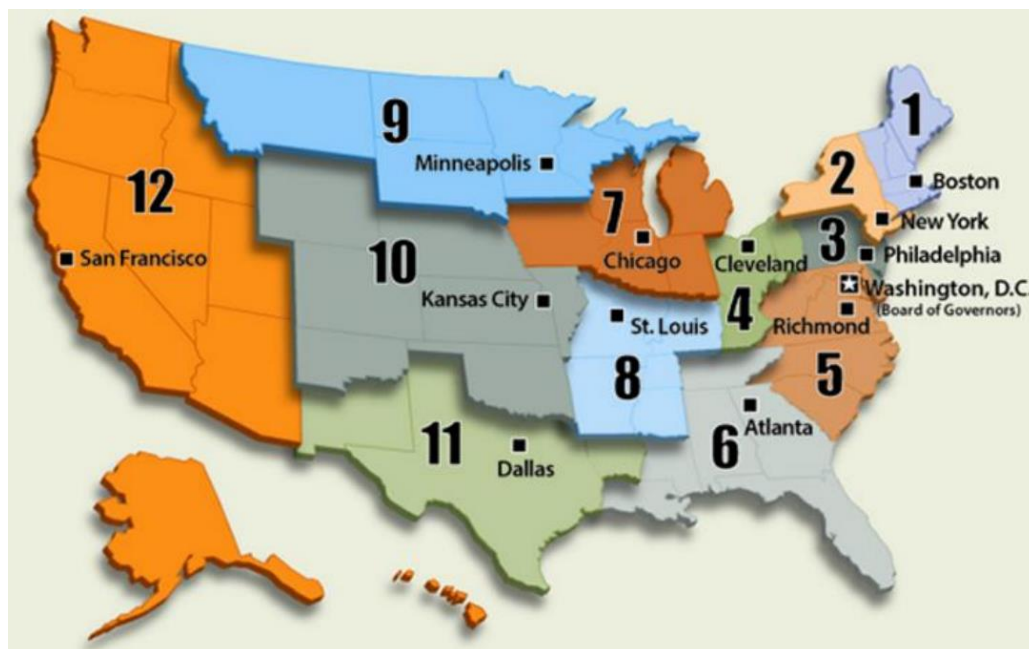 1
2
Boston
9
Minneapolis
New York
12
7
3
Philadelphia
San Francisco
10
Chicago
Cleveland
Washington, D.C.
(Board of Governors)
Kansas City
4
Richmond
St. Louis
8
5
Atlanta
6
11
Dallas